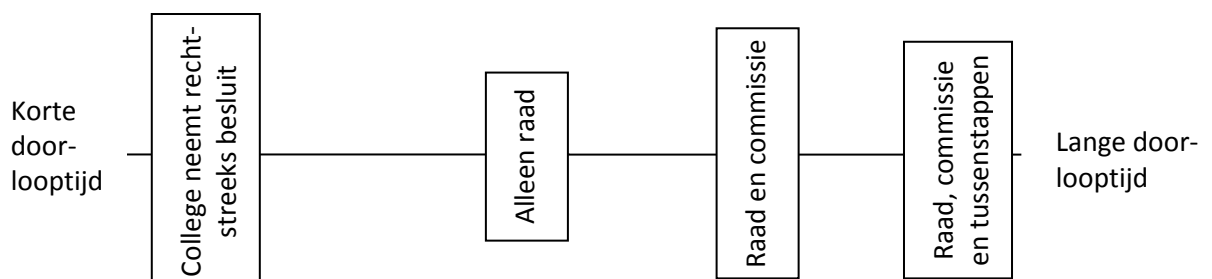 Korte
door-
looptijd
College neemt recht-
streeks besluit
Alleen raad
Raad en commissie
Raad, commissie
en tussenstappen
Lange door-
looptijd